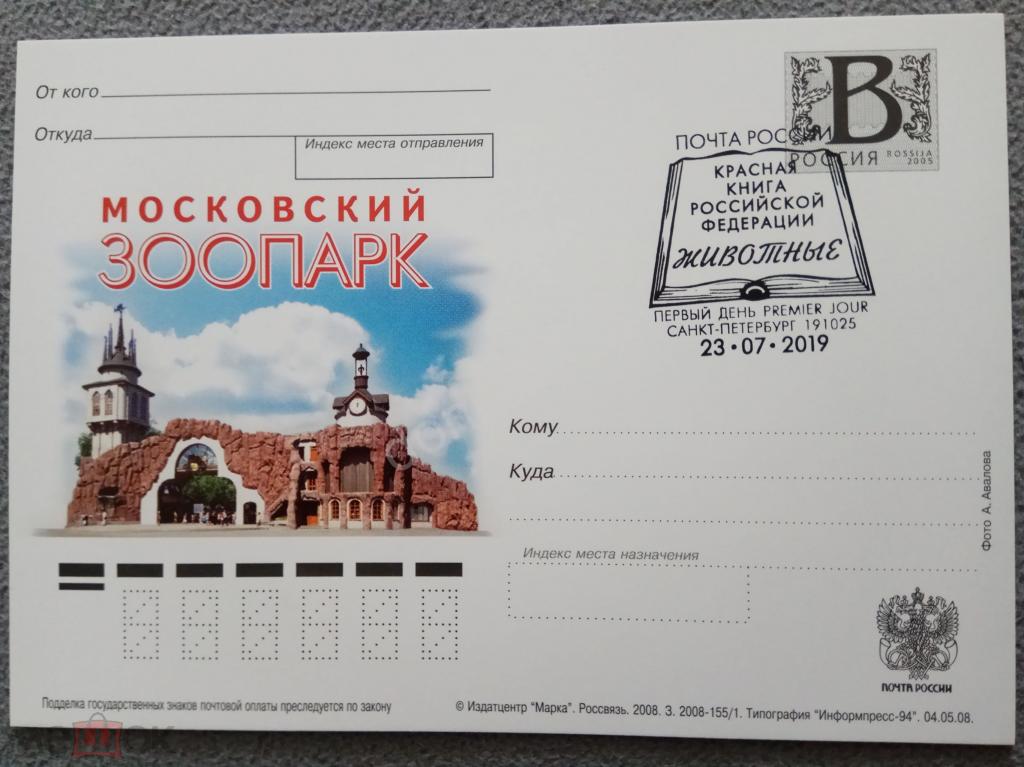 От кого
Откуда
Индекс места отправления
МОСКОВСКИЙ
ЗООПАРК
В
РОССИЯ
ROSSIJA
2005
ПОЧТА РОССИИ
КРАСНАЯ
КНИГА
РОССИЙСКОЙ
ФЕДЕРАЦИИ
ЖИВОТНЫЕ
ПЕРВЫЙ ДЕНЬ PREMIER JOUR
САНКТ-ПЕТЕРБУРГ 191025
23•07•2019
Кому
Куда
Индекс места назначения
Фото А. Авалова
ПОЧТА РОССИИ
Подделка государственных знаков почтовой оплаты преследуется по закону
© Издатцентр "Марка". Россвязь. 2008. З. 2008-155/1. Типография "Информпресс-94". 04.05.08.